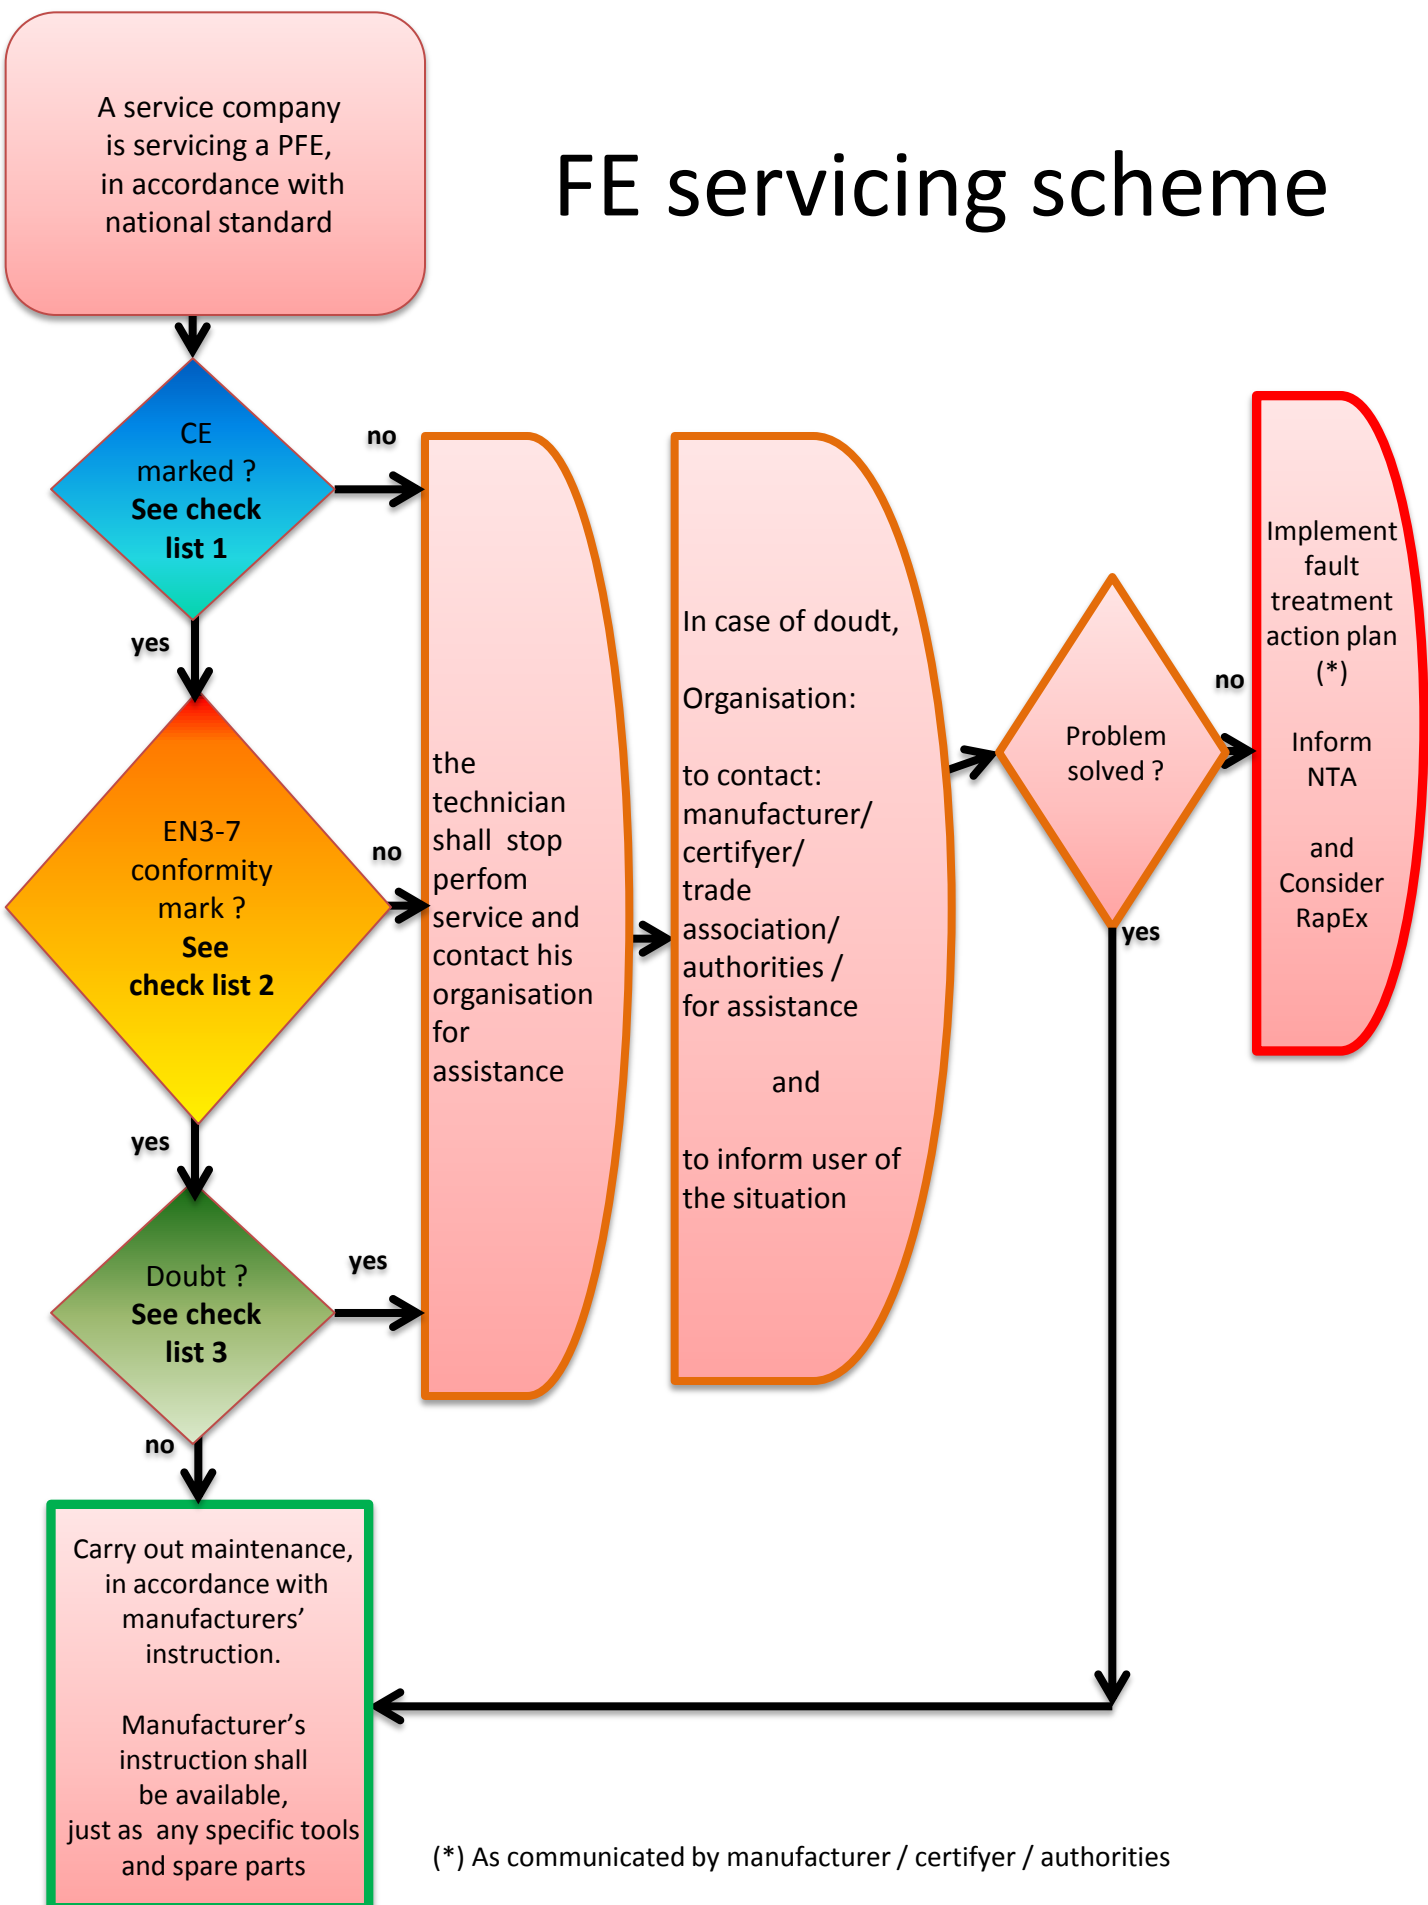 FE servicing scheme
A service company
is servicing a PFE,
in accordance with
national standard
CE
marked ?
See check
list 1
no
yes
EN3-7
conformity
mark ?
See
check list 2
no
yes
Doubt ?
See check
list 3
yes
no
the
technician
shall stop
perfom
service and
contact his
organisation
for
assistance
In case of doudt,
Organisation:
to contact:
manufacturer/
certifyer/
trade
association/
authorities /
for assistance
and
to inform user of
the situation
Problem
solved ?
no
yes
Implement
fault
treatment
action plan
(*)
Inform
NTA
and
Consider
RapEx
Carry out maintenance,
in accordance with
manufacturers’
instruction.
Manufacturer’s
instruction shall
be available,
just as any specific tools
and spare parts
(*) As communicated by manufacturer / certifyer / authorities